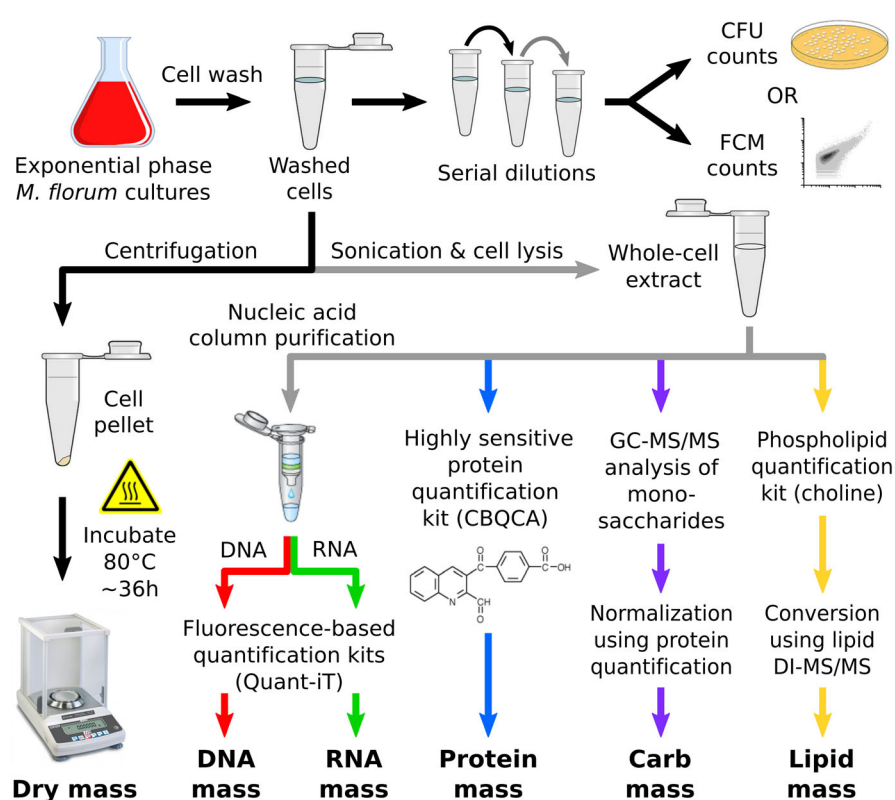 Cell wash
CFU
counts
OR
FCM
counts
Exponential phase
M. florum cultures
Washed
cells
Serial dilutions
Centrifugation
Sonication & cell lysis
Whole-cell
extract
Nucleic acid
column purification
Cell
pellet
Incubate
80°C
~36h
DNA
RNA
Fluorescence-based
quantification kits
(Quant-iT)
Highly sensitive
protein
quantification
kit (CBQCA)
O
O
C
C
OH
N
CH
O
GC-MS/MS
analysis of
mono-
saccharides
Normalization
using protein
quantification
Phospholipid
quantification
kit (choline)
Conversion
using lipid
DI-MS/MS
Dry mass
DNA
mass
RNA
mass
Protein
mass
Carb
mass
Lipid
mass